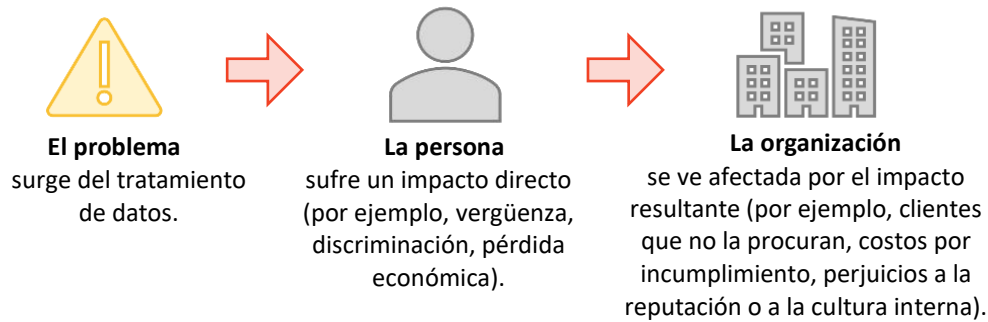 El problema
surge del tratamiento
de datos.
La persona
sufre un impacto directo
(por ejemplo, vergüenza,
discriminación, pérdida
económica).
La organización
se ve afectada por el impacto
resultante (por ejemplo, clientes
que no la procuran, costos por
incumplimiento, perjuicios a la
reputación o a la cultura interna).